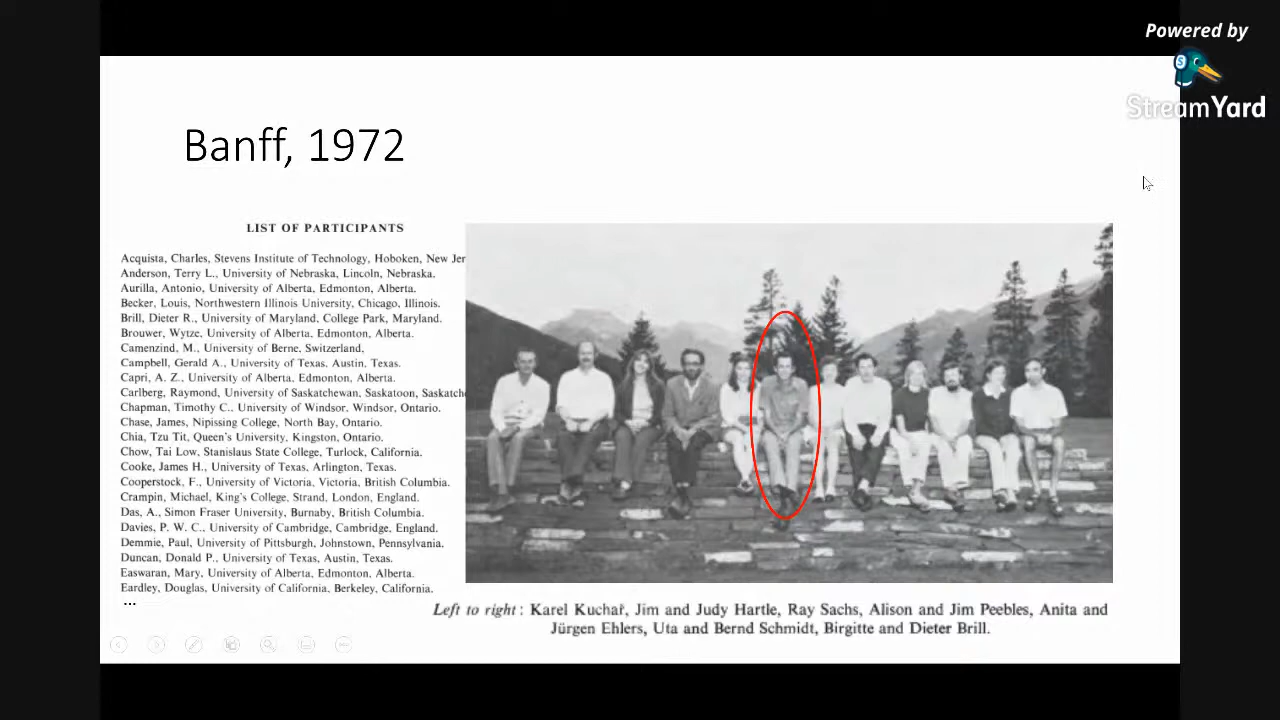 Powered by
StreamYard
Banff, 1972
LIST OF PARTICIPANTS
Acquista, Charles, Stevens Institute of Technology, Hoboken, New Jer
Anderson, Terry L., University of Nebraska, Lincoln, Nebraska.
Aurilla, Antonio, University of Alberta, Edmonton, Alberta.
Becker, Louis, Northwestern Illinois University, Chicago, Illinois.
Brill, Dieter R., University of Maryland, College Park, Maryland.
Brouwer, Wytze, University of Alberta, Edmonton, Alberta.
Camenzind, M., University of Berne, Switzerland,
Campbell, Gerald A., University of Texas, Austin, Texas.
Capri, A. Z., University of Alberta, Edmonton, Alberta.
Carlberg, Raymond, University of Saskatchewan, Saskatoon, Saskatche
Chapman, Timothy C., University of Windsor, Windsor, Ontario.
Chase, James, Nipissing College, North Bay, Ontario.
Chia, Tzu Tit, Queen's University, Kingston, Ontario.
Chow, Tai Low, Stanislaus State College, Turlock, California.
Cooke, James H., University of Texas, Arlington, Texas.
Cooperstock, F., University of Victoria, Victoria, British Columbia.
Crampin, Michael, King's College, Strand, London, England.
Das, A., Simon Fraser University, Burnaby, British Columbia.
Davies, P. W. C., University of Cambridge, Cambridge, England.
Demmie, Paul, University of Pittsburgh, Johnstown, Pennsylvania.
Duncan, Donald P., University of Texas, Austin, Texas.
Easwaran, Mary, University of Alberta, Edmonton, Alberta.
Eardley, Douglas, University of California, Berkeley, California.
...
Left to right: Karel Kuchař, Jim and Judy Hartle, Ray Sachs, Alison and Jim Peebles, Anita and
Jürgen Ehlers, Uta and Bernd Schmidt, Birgitte and Dieter Brill.